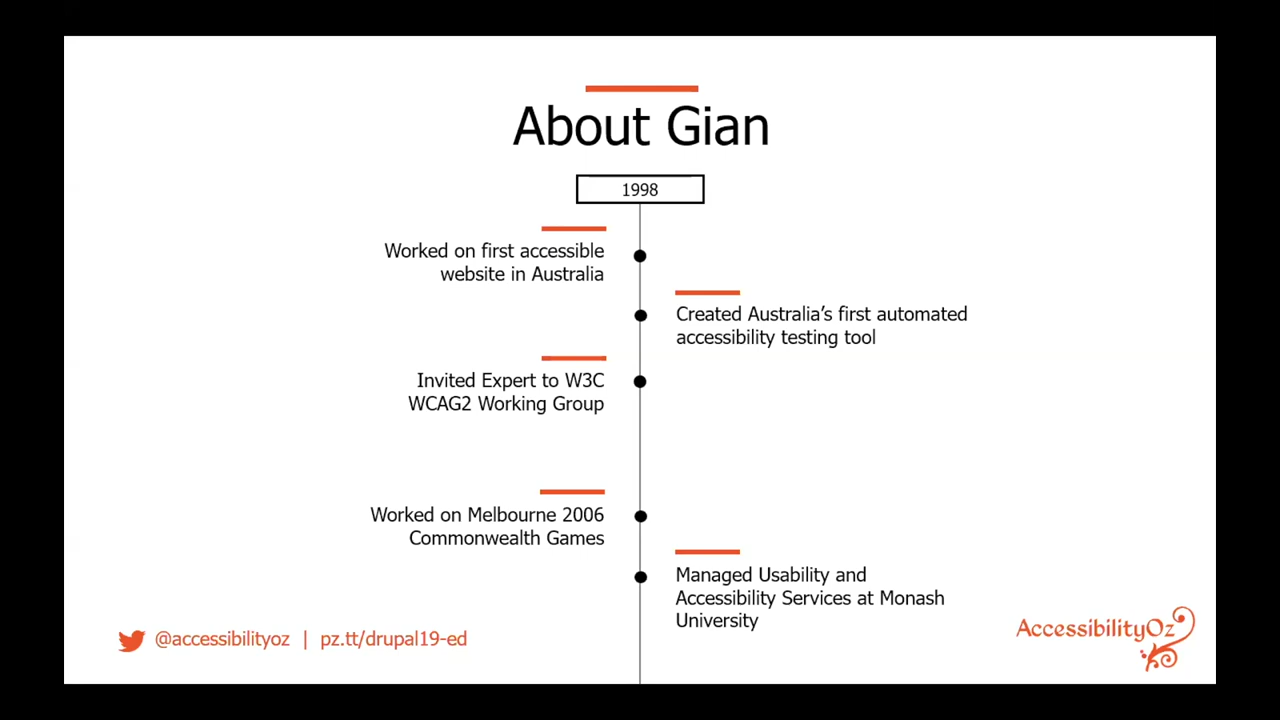 About Gian
1998
Worked on first accessible
website in Australia
Created Australia's first automated
accessibility testing tool
Invited Expert to W3C
WCAG2 Working Group
Worked on Melbourne 2006
Commonwealth Games
Managed Usability and
Accessibility Services at Monash
University
@accessibilityoz | pz.tt/drupal19-ed
AccessibilityOz